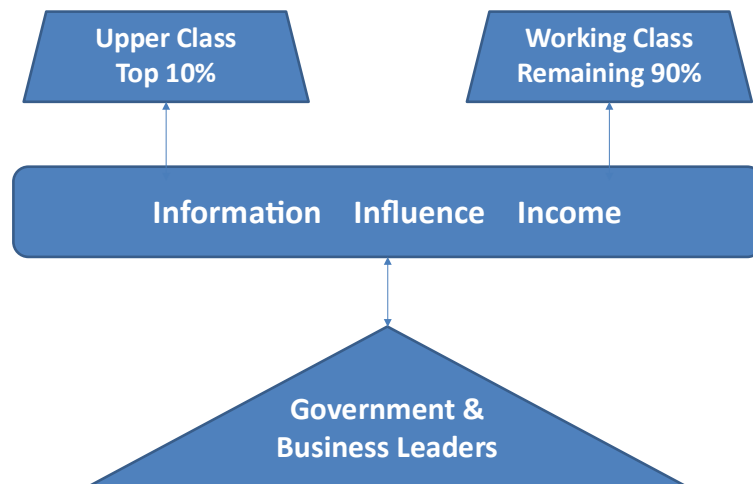 Upper Class
Top 10%
Working Class
Remaining 90%
Information Influence Income
Government &
Business Leaders